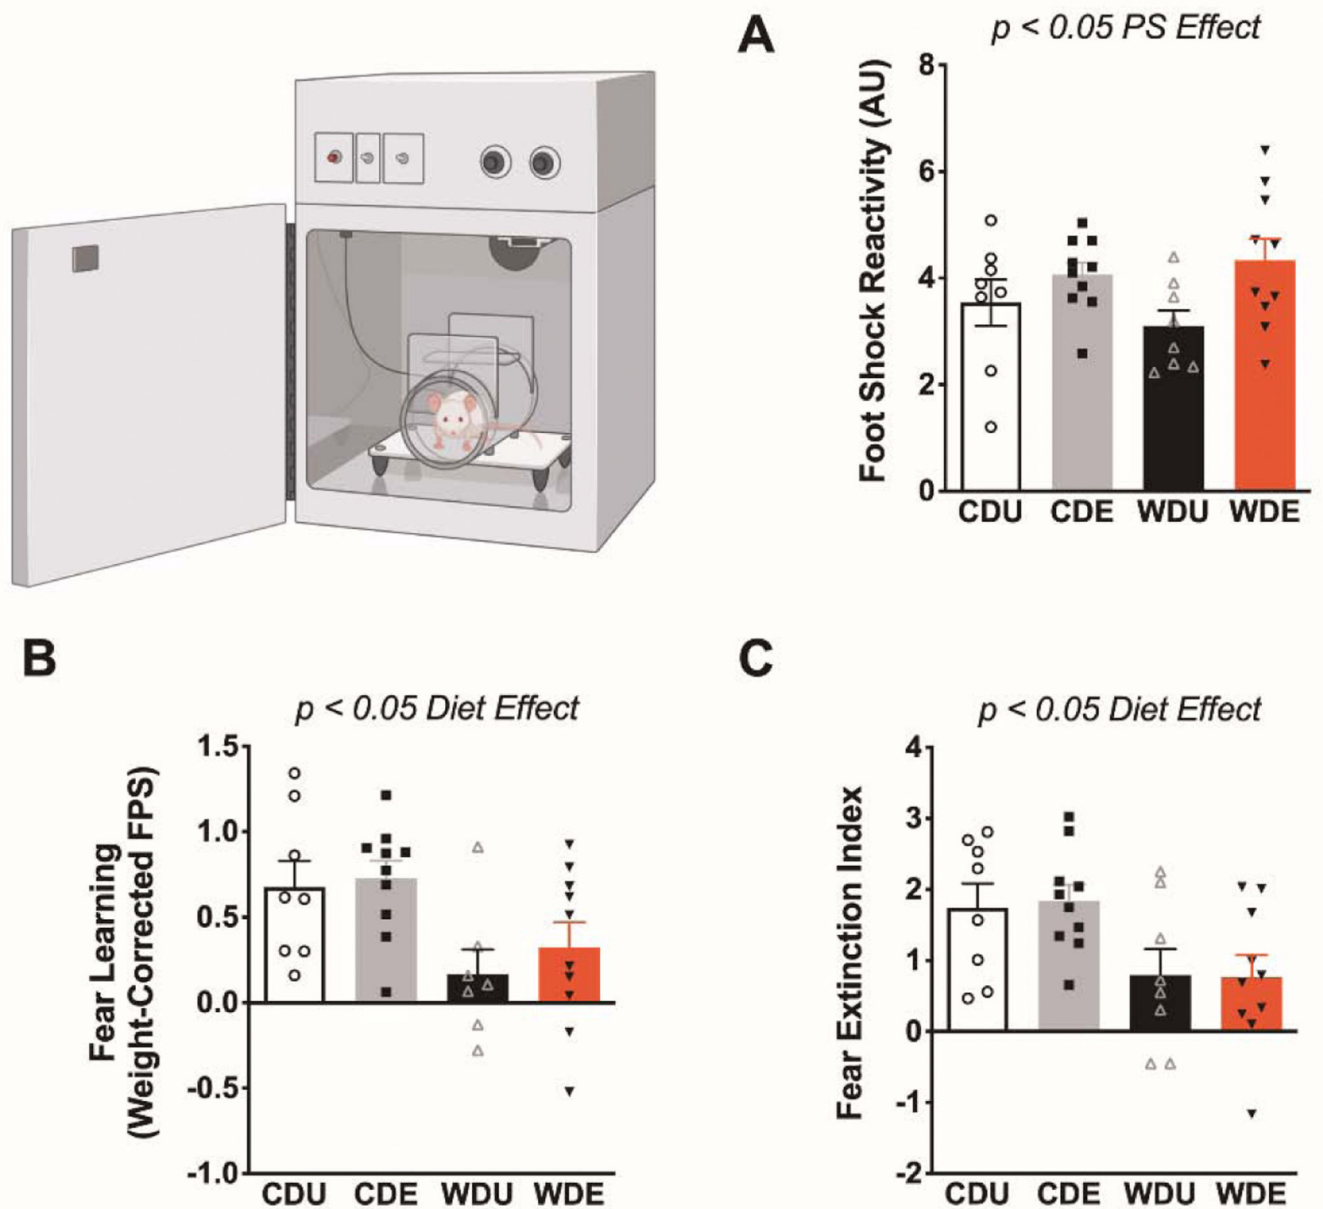 A
p < 0.05 PS Effect
Foot Shock Reactivity (AU)
8
6
4
2
0
CDU CDE WDU WDE
B
p < 0.05 Diet Effect
Fear Learning
(Weight-Corrected FPS)
1.5
1.0
0.5
0.0
-0.5
-1.0
CDU CDE WDU WDE
C
p < 0.05 Diet Effect
Fear Extinction Index
4
3
2
1
0
-1
-2
CDU CDE WDU WDE